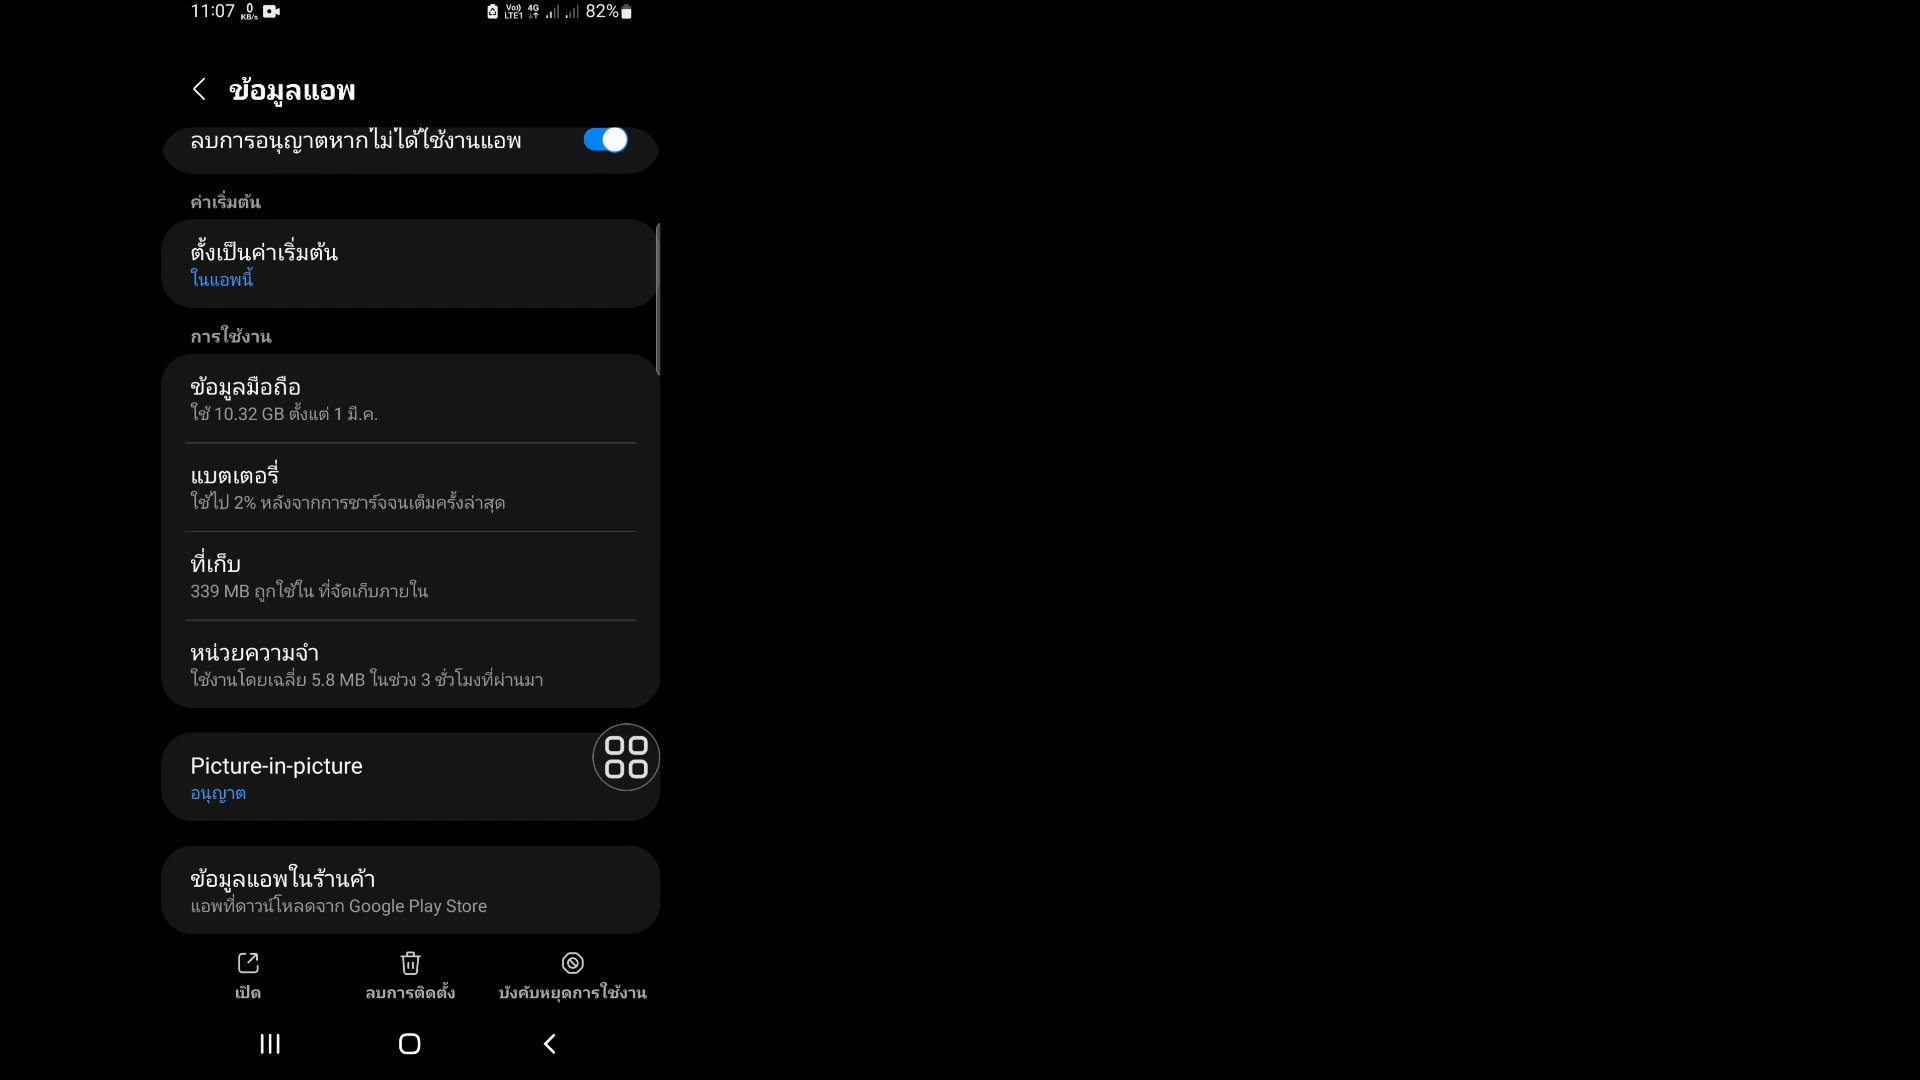 11:07 0 KB/s Vo)) LTE1 4G 82%
ข้อมูลแอพ
ลบการอนุญาตหากไม่ได้ใช้งานแอพ
ค่าเริ่มต้น
ตั้งเป็นค่าเริ่มต้น
ในแอพนี้
การใช้งาน
ข้อมูลมือถือ
ใช้ 10.32 GB ตั้งแต่ 1 มี.ค.
แบตเตอรี่
ใช้ไป 2% หลังจากการชาร์จจนเต็มครั้งล่าสุด
ที่เก็บ
339 MB ถูกใช้ใน ที่จัดเก็บภายใน
หน่วยความจำ
ใช้งานโดยเฉลี่ย 5.8 MB ในช่วง 3 ชั่วโมงที่ผ่านมา
Picture-in-picture
อนุญาต
ข้อมูลแอพในร้านค้า
แอพที่ดาวน์โหลดจาก Google Play Store
เปิด ลบการติดตั้ง บังคับหยุดการใช้งาน